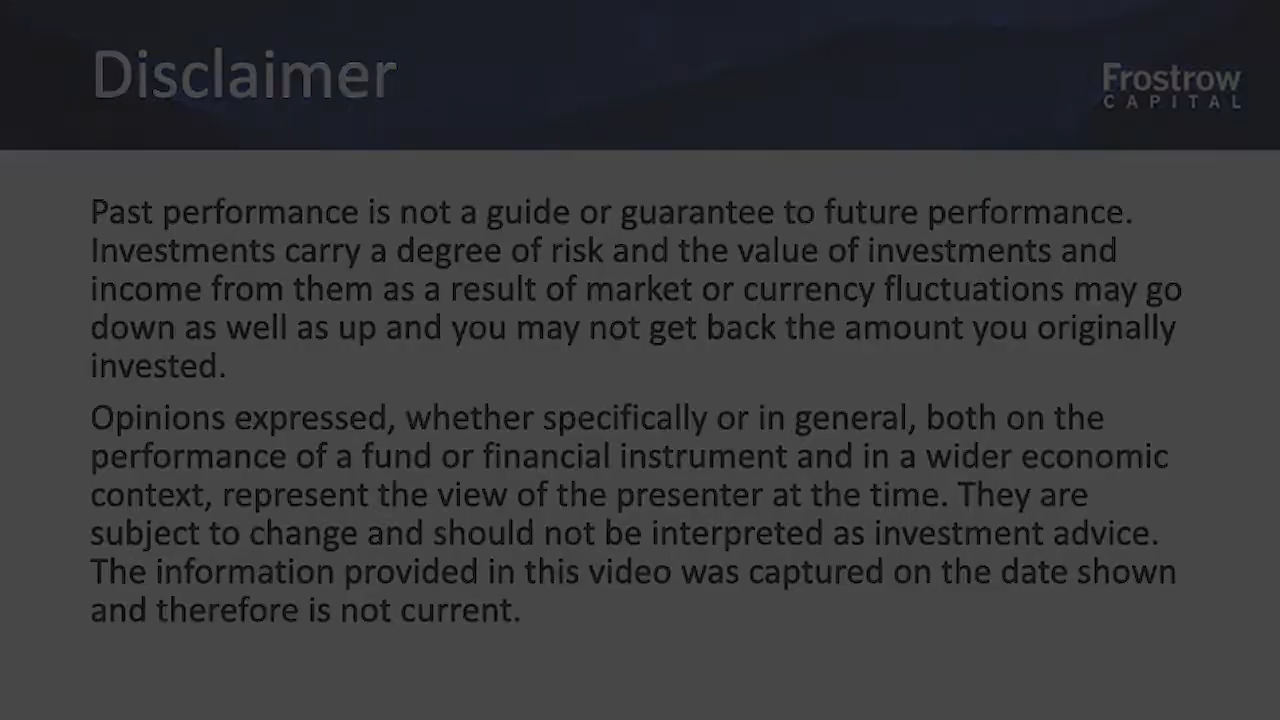 Disclaimer
Frostrow
CAPITAL
Past performance is not a guide or guarantee to future performance.
Investments carry a degree of risk and the value of investments and
income from them as a result of market or currency fluctuations may go
down as well as up and you may not get back the amount you originally
invested.
Opinions expressed, whether specifically or in general, both on the
performance of a fund or financial instrument and in a wider economic
context, represent the view of the presenter at the time. They are
subject to change and should not be interpreted as investment advice.
The information provided in this video was captured on the date shown
and therefore is not current.